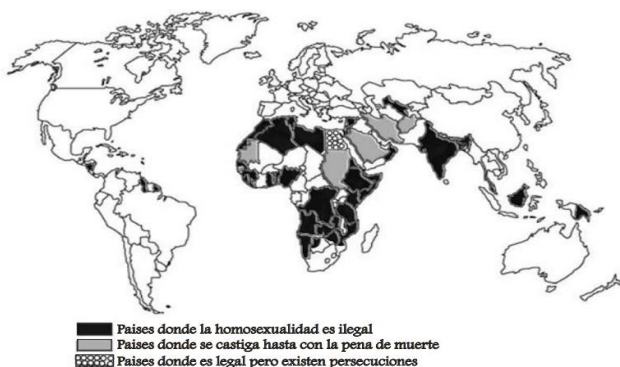 Paises donde la homosexualidad es ilegal
Paises donde se castiga hasta con la pena de muerte
Paises donde es legal pero existen persecuciones